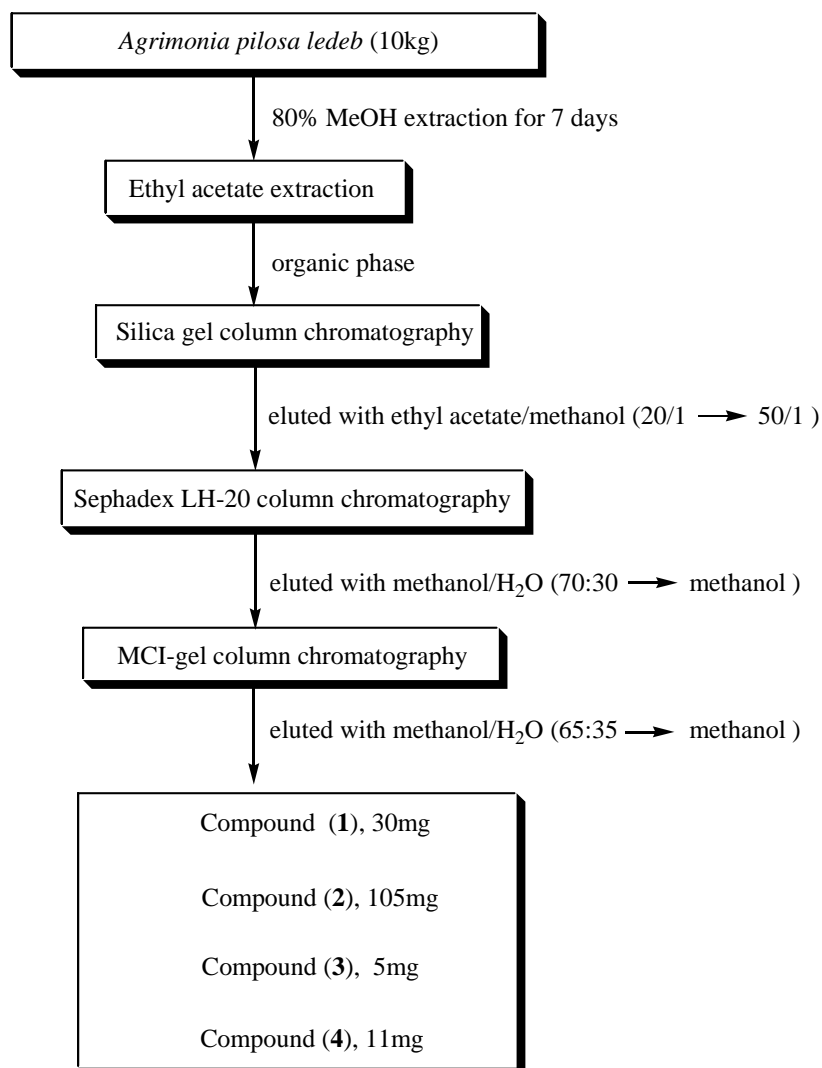 Agrimonia pilosa ledeb (10kg)
80% MeOH extraction for 7 days
Ethyl acetate extraction
organic phase
Silica gel column chromatography
eluted with ethyl acetate/methanol (20/1 → 50/1 )
Sephadex LH-20 column chromatography
eluted with methanol/H₂O (70:30 → methanol )
MCI-gel column chromatography
eluted with methanol/H₂O (65:35 → methanol )
Compound (1), 30mg
Compound (2), 105mg
Compound (3), 5mg
Compound (4), 11mg